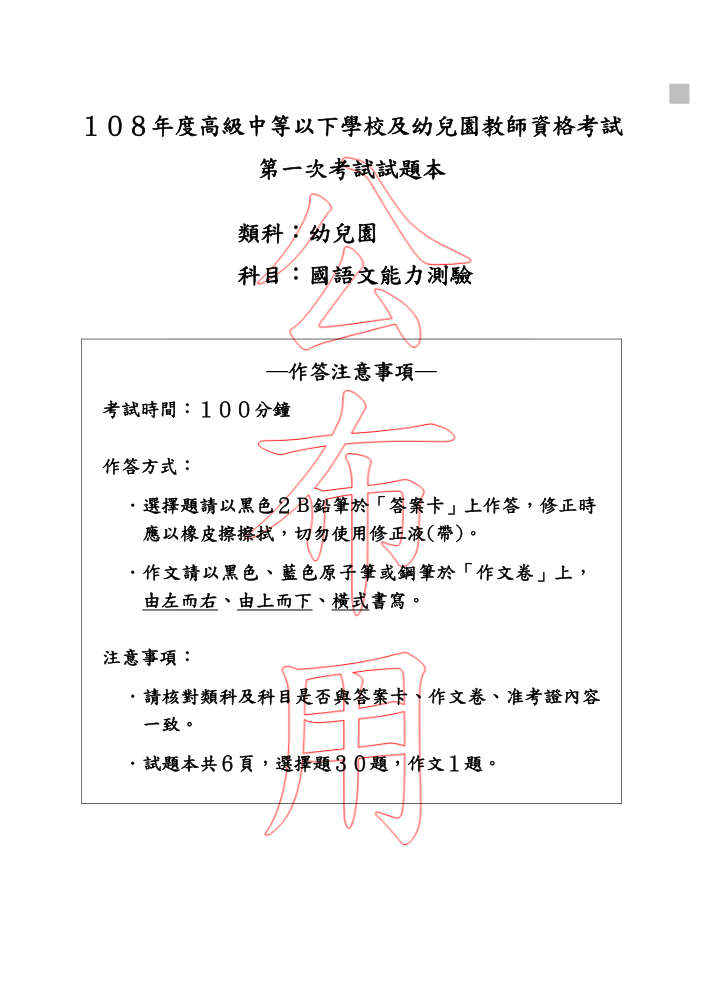 108年度高級中等以下學校及幼兒園教師資格考試
第一次考試試題本
類科：幼兒園
科目：國語文能力測驗
—作答注意事項—
考試時間：100分鐘
作答方式：
．選擇題請以黑色2B鉛筆於「答案卡」上作答，修正時
應以橡皮擦擦拭，切勿使用修正液(帶)。
．作文請以黑色、藍色原子筆或鋼筆於「作文卷」上，
由左而右、由上而下、橫式書寫。
注意事項：
．請核對類科及科目是否與答案卡、作文卷、准考證內容
一致。
．試題本共6頁，選擇題30題，作文1題。
公布用